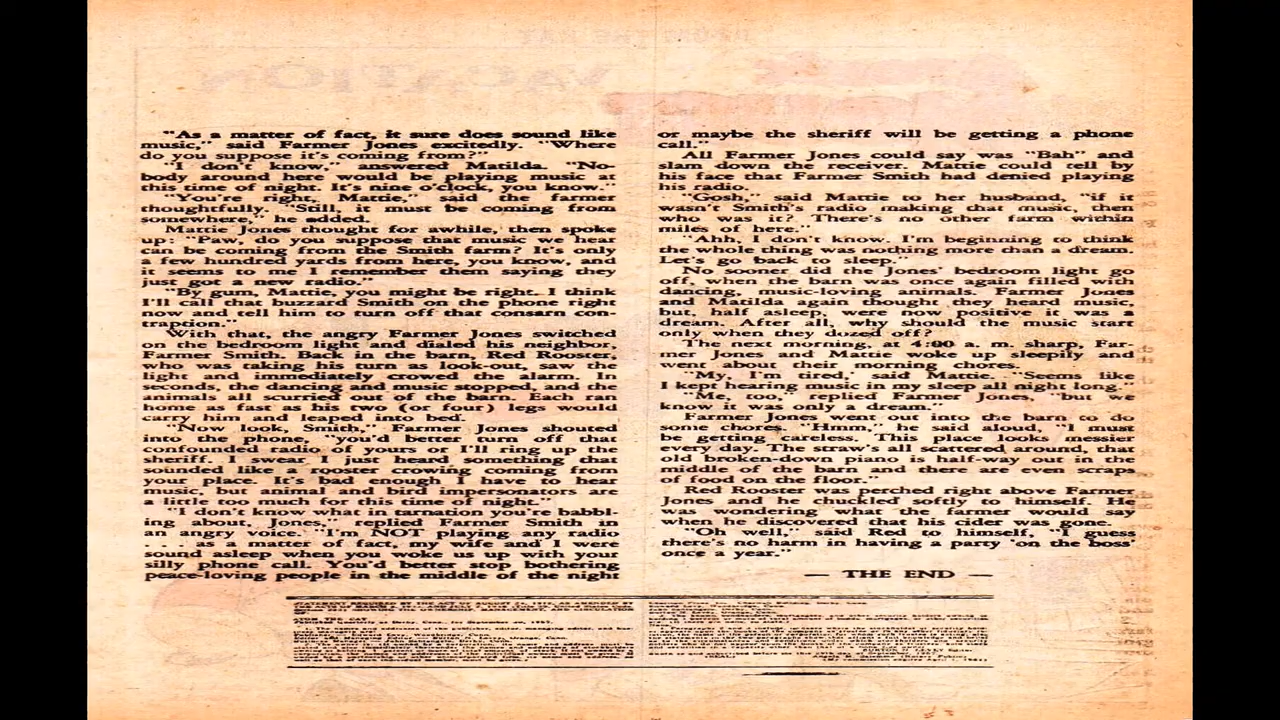 "As a matter of fact, it sure does sound like
music," said Farmer Jones excitedly. "Where
do you suppose it's coming from?"
"I don't know," answered Matilda. "No-
body around here would be playing music at
this time of night. It's nine o'clock, you know."
"You're right, Mattie," said the farmer
thoughtfully. "Still, it must be coming from
somewhere," he added.
Mattie Jones thought for awhile, then spoke
up: "Paw, do you suppose that music we hear
can be coming from the Smith farm? It's only
a few hundred yards from here, you know, and
it seems to me I remember them saying they
just got a new radio."
"By gum, Mattie, you might be right. I think
I'll call that buzzard Smith on the phone right
now and tell him to turn off that consarn con-
traption."
With that, the angry Farmer Jones switched
on the bedroom light and dialed his neighbor,
Farmer Smith. Back in the barn, Red Rooster,
who was taking his turn as look-out, saw the
light and immediately crowed the alarm. In
seconds, the dancing and music stopped, and the
animals all scurried out of the barn. Each ran
home as fast as his two (or four) legs would
carry him and leaped into bed.
"Now look, Smith," Farmer Jones shouted
into the phone, "you'd better turn off that
confounded radio of yours or I'll ring up the
sheriff. I swear I just heard something that
sounded like a rooster crowing coming from
your place. It's bad enough I have to hear
music, but animal and bird impersonators are
a little too much for this time of night."
"I don't know what in tarnation you're babbl-
ing about, Jones," replied Farmer Smith in
an angry voice. "I'm NOT playing any radio
. . . as a matter of fact, my wife and I were
sound asleep when you woke us up with your
silly phone call. You'd better stop bothering
peace-loving people in the middle of the night
or maybe the sheriff will be getting a phone
call."
All Farmer Jones could say was "Bah" and
slam down the receiver. Mattie could tell by
his face that Farmer Smith had denied playing
his radio.
"Gosh," said Mattie to her husband, "if it
wasn't Smith's radio making that music, then
who was it? There's no other farm within
miles of here."
"Ahh, I don't know. I'm beginning to think
the whole thing was nothing more than a dream.
Let's go back to sleep."
No sooner did the Jones' bedroom light go
off, when the barn was once again filled with
dancing, music-loving animals. Farmer Jones
and Matilda again thought they heard music,
but, half asleep, were now positive it was a
dream. After all, why should the music start
only when they dozed off?
The next morning, at 4:00 a. m. sharp, Far-
mer Jones and Mattie woke up sleepily and
went about their morning chores.
"My, I'm tired,' said Mattie. "Seems like
I kept hearing music in my sleep all night long."
"Me, too," replied Farmer Jones, "but we
know it was only a dream."
Farmer Jones went out into the barn to do
some chores. "Hmm," he said aloud, "I must
be getting careless. This place looks messier
every day. The straw's all scattered around, that
old broken-down piano is half-way out in the
middle of the barn and there are even scraps
of food on the floor."
Red Rooster was perched right above Farmer
Jones and he chuckled softly to himself. He
was wondering what the farmer would say
when he discovered that his cider was gone.
"Oh well," said Red to himself, "I guess
there's no harm in having a party 'on the boss'
once a year."
— THE END —